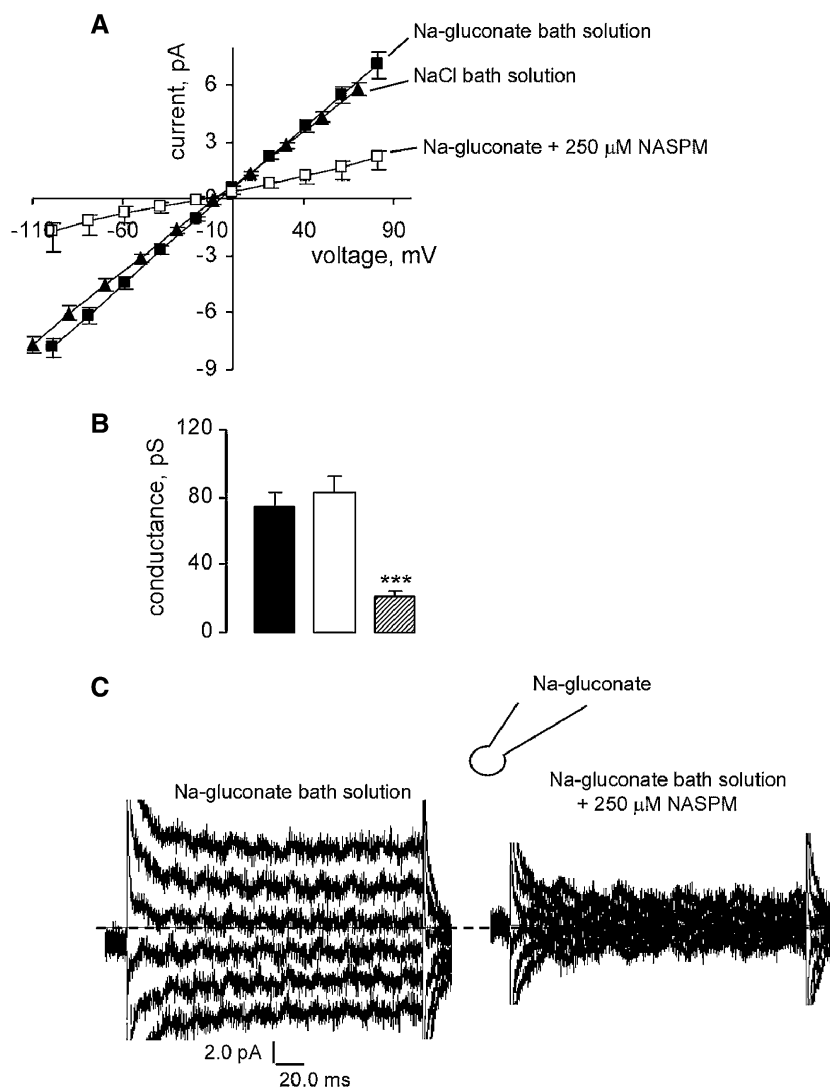 A
current, pA
Na-gluconate bath solution
NaCl bath solution
Na-gluconate + 250 μM NASPM
6
3
0
-3
-6
-9
-110
-60
-10
40
90
voltage, mV
B
conductance, pS
120
80
40
0
***
C
Na-gluconate
Na-gluconate bath solution
Na-gluconate bath solution
+ 250 μM NASPM
2.0 pA
20.0 ms